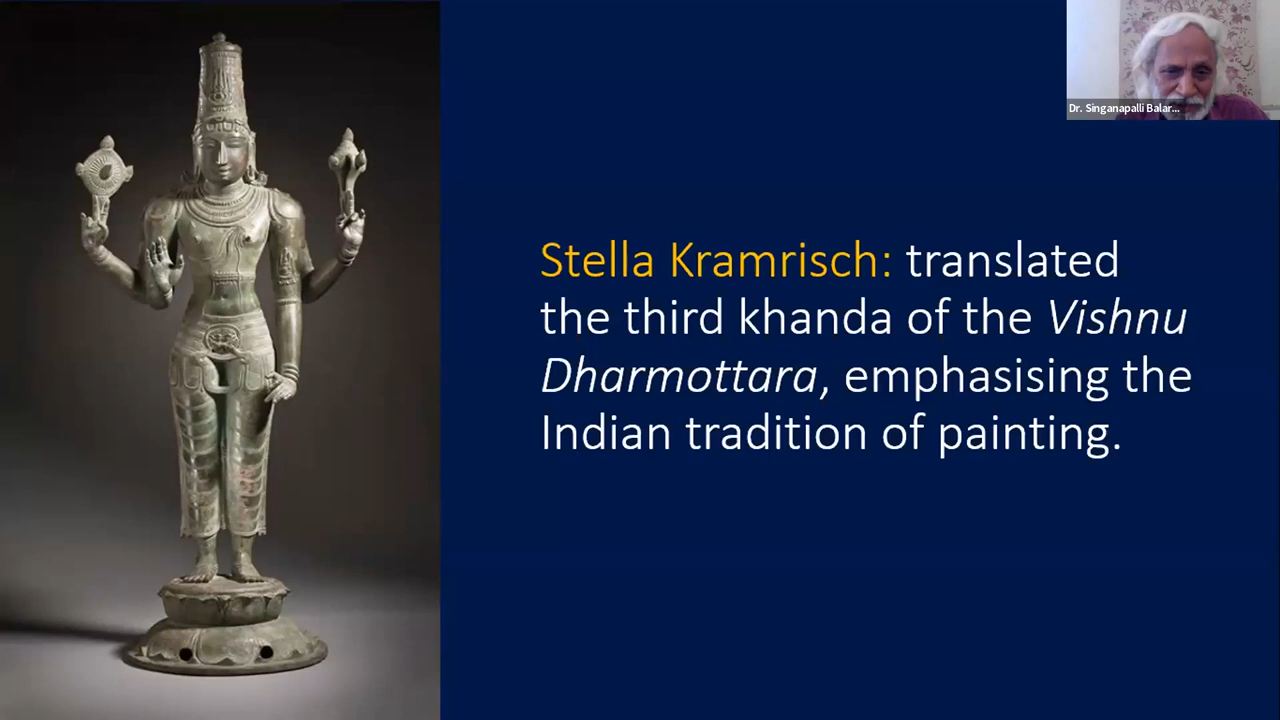 Dr. Singanapalli Balar...
Stella Kramrisch: translated
the third khanda of the Vishnu
Dharmottara, emphasising the
Indian tradition of painting.